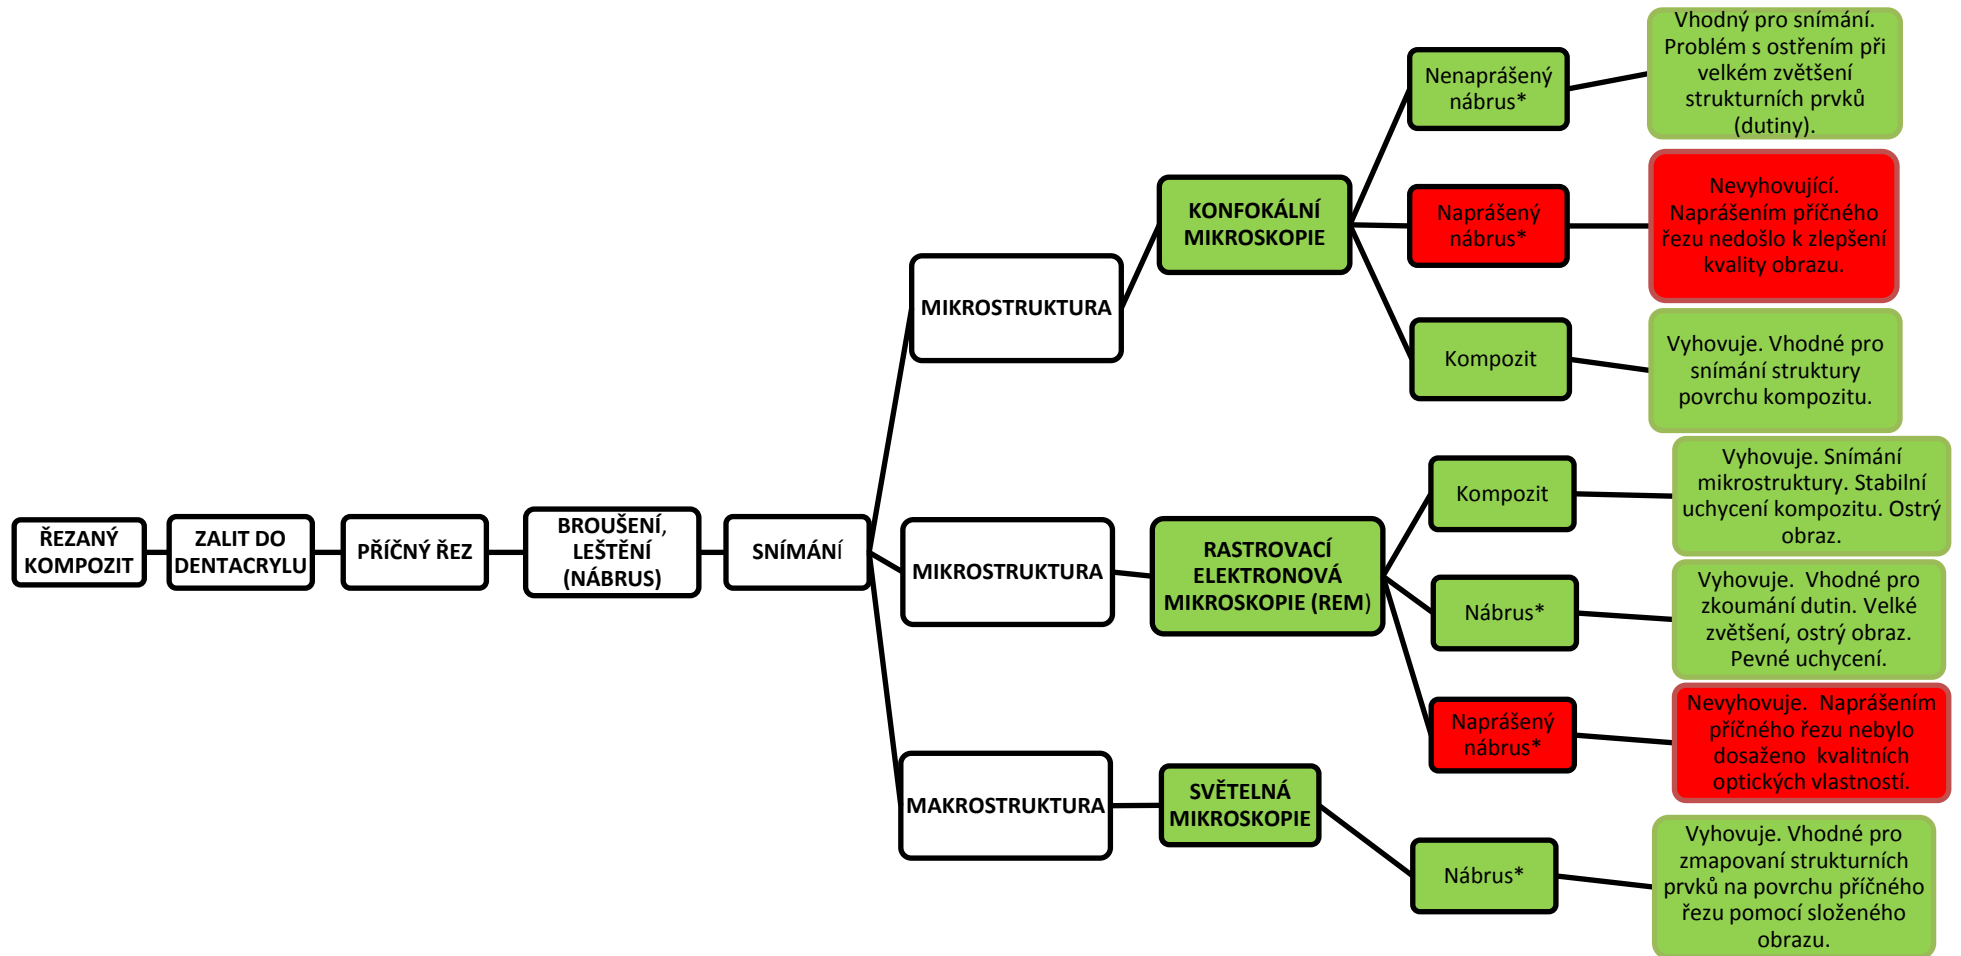 ŘEZANÝ
KOMPOZIT
ZALIT DO
DENTACRYLU
PŘÍČNÝ ŘEZ
BROUŠENÍ,
LEŠTĚNÍ
(NÁBRUS)
SNÍMÁNÍ
MIKROSTRUKTURA
KONFOKÁLNÍ
MIKROSKOPIE
Nenaprášený
nábrus*
Vhodný pro snímání.
Problém s ostřením při
velkém zvětšení
strukturních prvků
(dutiny).
Naprášený
nábrus*
Nevyhovující.
Naprášením příčného
řezu nedošlo k zlepšení
kvality obrazu.
Kompozit
Vyhovuje. Vhodné pro
snímání struktury
povrchu kompozitu.
MIKROSTRUKTURA
RASTROVACÍ
ELEKTRONOVÁ
MIKROSKOPIE (REM)
Kompozit
Vyhovuje. Snímání
mikrostruktury. Stabilní
uchycení kompozitu. Ostrý
obraz.
Nábrus*
Vyhovuje. Vhodné pro
zkoumání dutin. Velké
zvětšení, ostrý obraz.
Pevné uchycení.
Naprášený
nábrus*
Nevyhovuje. Naprášením
příčného řezu nebylo
dosaženo kvalitních
optických vlastností.
MAKROSTRUKTURA
SVĚTELNÁ
MIKROSKOPIE
Nábrus*
Vyhovuje. Vhodné pro
zmapovaní strukturních
prvků na povrchu příčného
řezu pomocí složeného
obrazu.